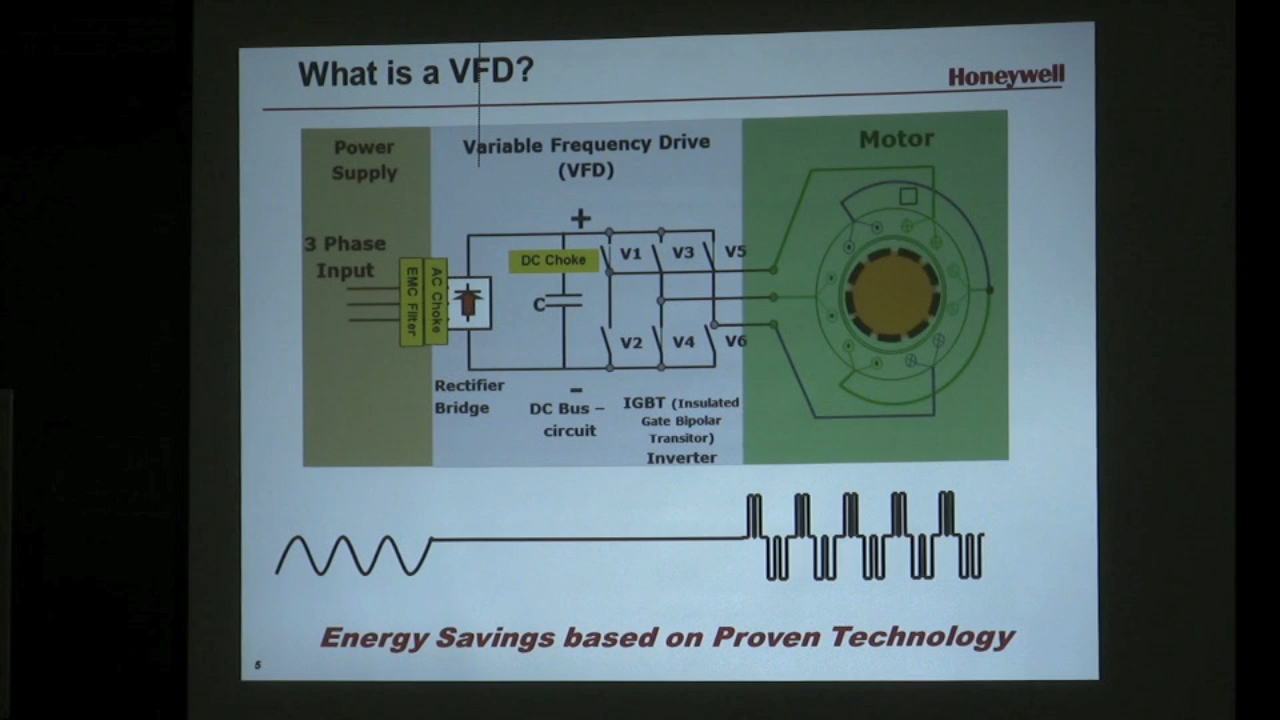 What is a VFD?
Honeywell
Power
Supply
Variable Frequency Drive
(VFD)
Motor
3 Phase
Input
EMC Filter
AC Choke
+
DC Choke
C
V1
V3
V5
V2
V4
V6
-
Rectifier
Bridge
DC Bus –
circuit
IGBT (Insulated
Gate Bipolar
Transitor)
Inverter
Energy Savings based on Proven Technology
5